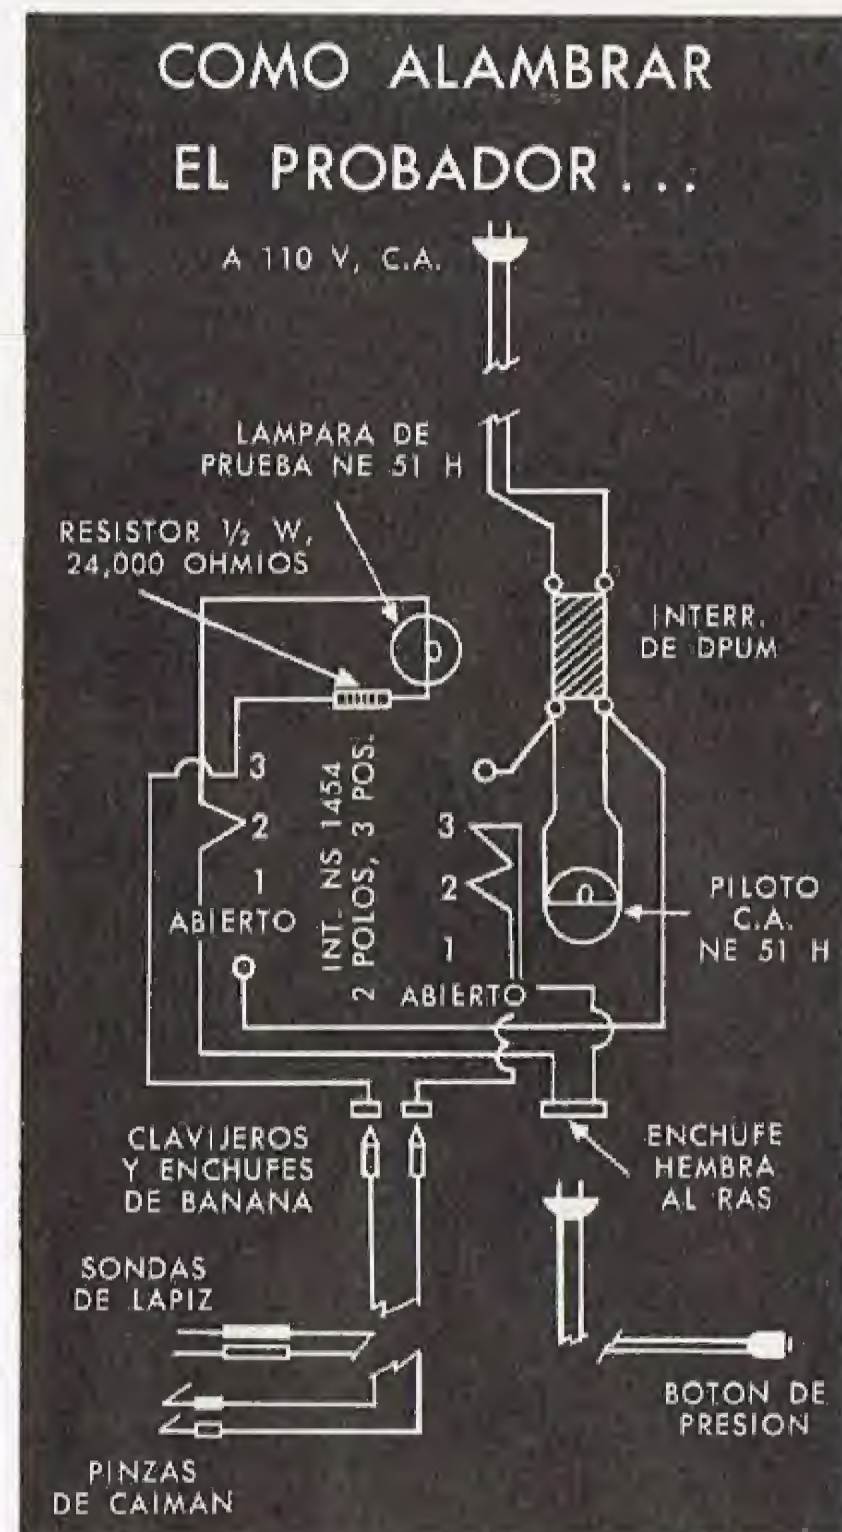 COMO ALAMBRAR
EL PROBADOR...
A 110 V, C.A.
LAMPARA DE
PRUEBA NE 51 H
RESISTOR 1/2 W,
24,000 OHMIOS
INTERR.
DE DPUM
3
2
1
ABIERTO
INT. NS 1454
2 POLOS, 3 POS.
3
2
1
ABIERTO
PILOTO
C.A.
NE 51 H
CLAVIJEROS
Y ENCHUFES
DE BANANA
ENCHUFE
HEMBRA
AL RAS
SONDAS
DE LAPIZ
BOTON DE
PRESION
PINZAS
DE CAIMAN